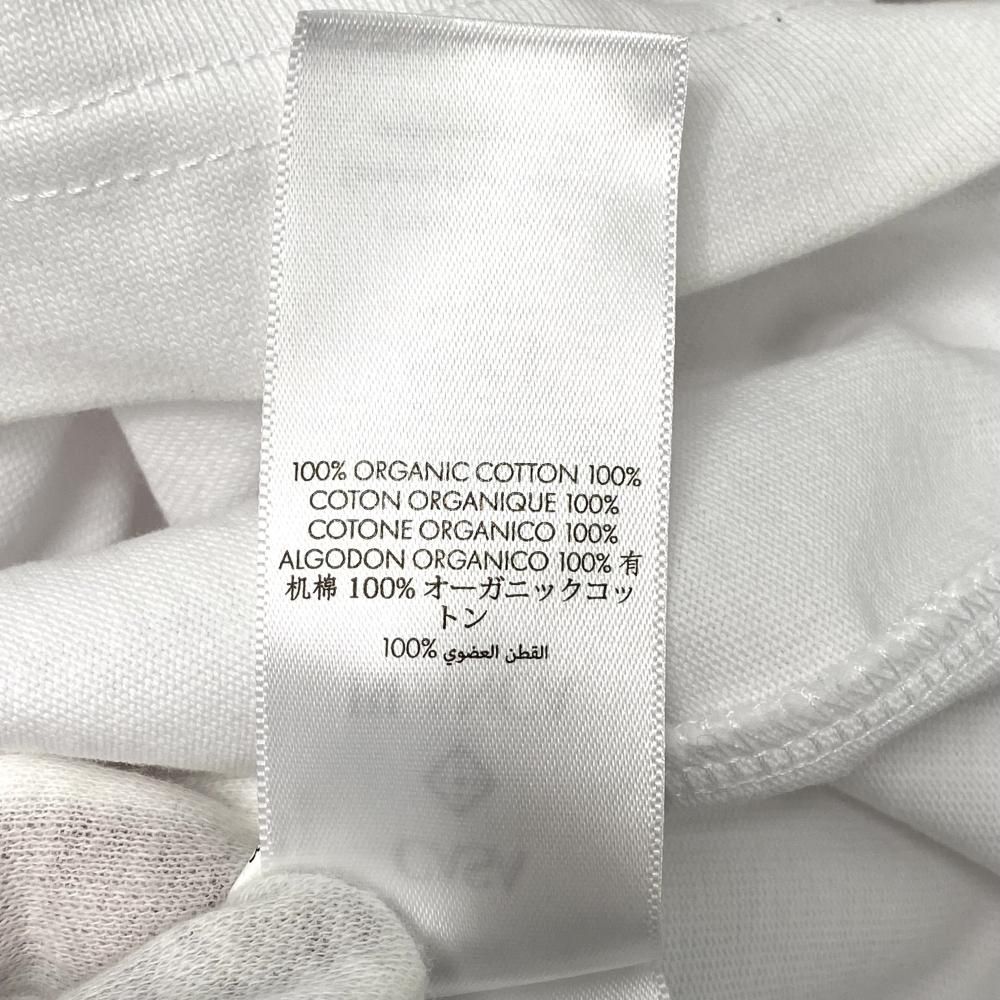 100% ORGANIC COTTON 100%
COTON ORGANIQUE 100%
COTONE ORGANICO 100%
ALGODON ORGANICO 100% 有
机棉 100% オーガニックコッ
トン
100% القطن العضوي